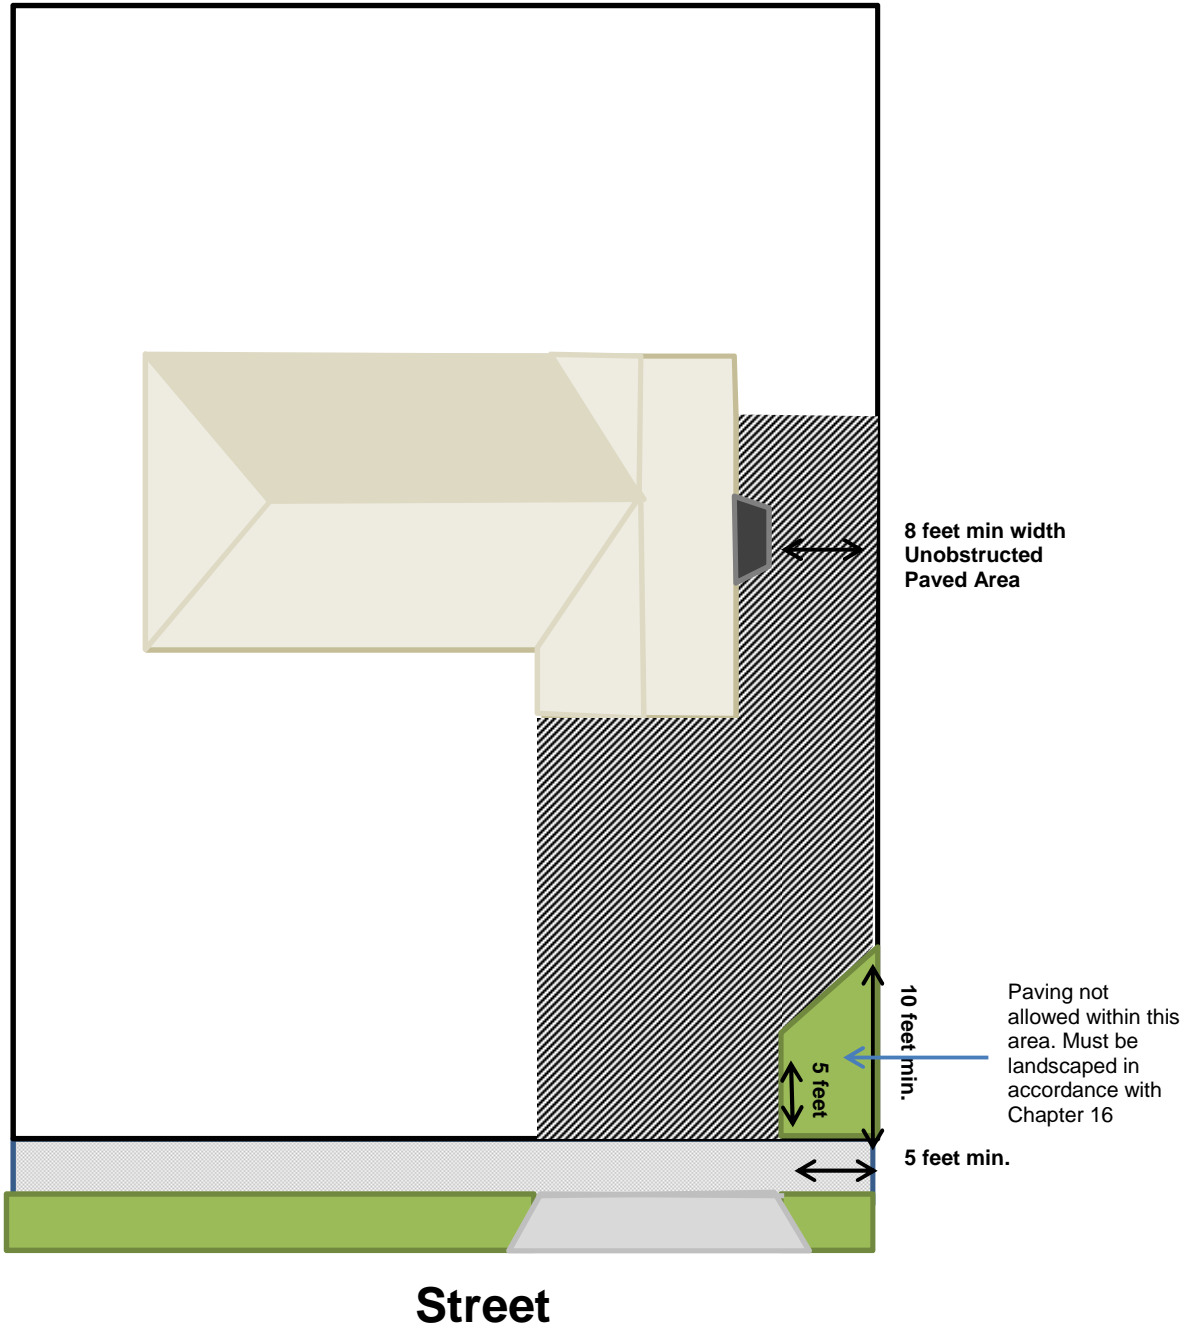 8 feet min width
Unobstructed
Paved Area
10 feet min.
5 feet
Paving not
allowed within this
area. Must be
landscaped in
accordance with
Chapter 16
5 feet min.
Street